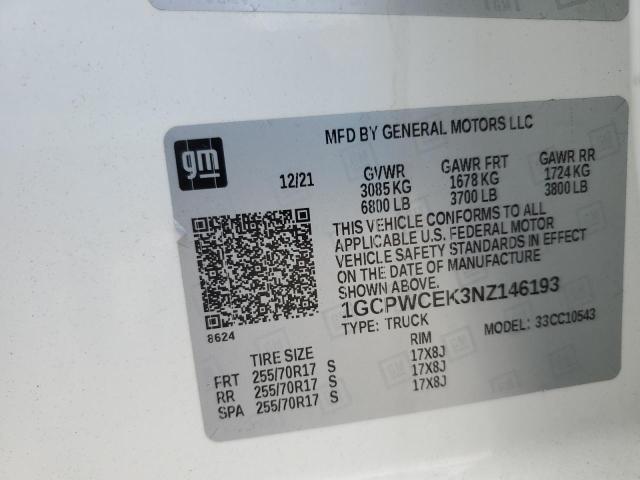 MFD BY GENERAL MOTORS LLC
gm
12/21
GVWR GAWR FRT GAWR RR
3085 KG 1678 KG 1724 KG
6800 LB 3700 LB 3800 LB
THIS VEHICLE CONFORMS TO ALL
APPLICABLE U.S. FEDERAL MOTOR
VEHICLE SAFETY STANDARDS IN EFFECT
ON THE DATE OF MANUFACTURE
SHOWN ABOVE.
1GCPWCEK3NZ146193
8624
TYPE: TRUCK MODEL: 33CC10543
TIRE SIZE RIM
FRT 255/70R17 S 17X8J
RR 255/70R17 S 17X8J
SPA 255/70R17 S 17X8J